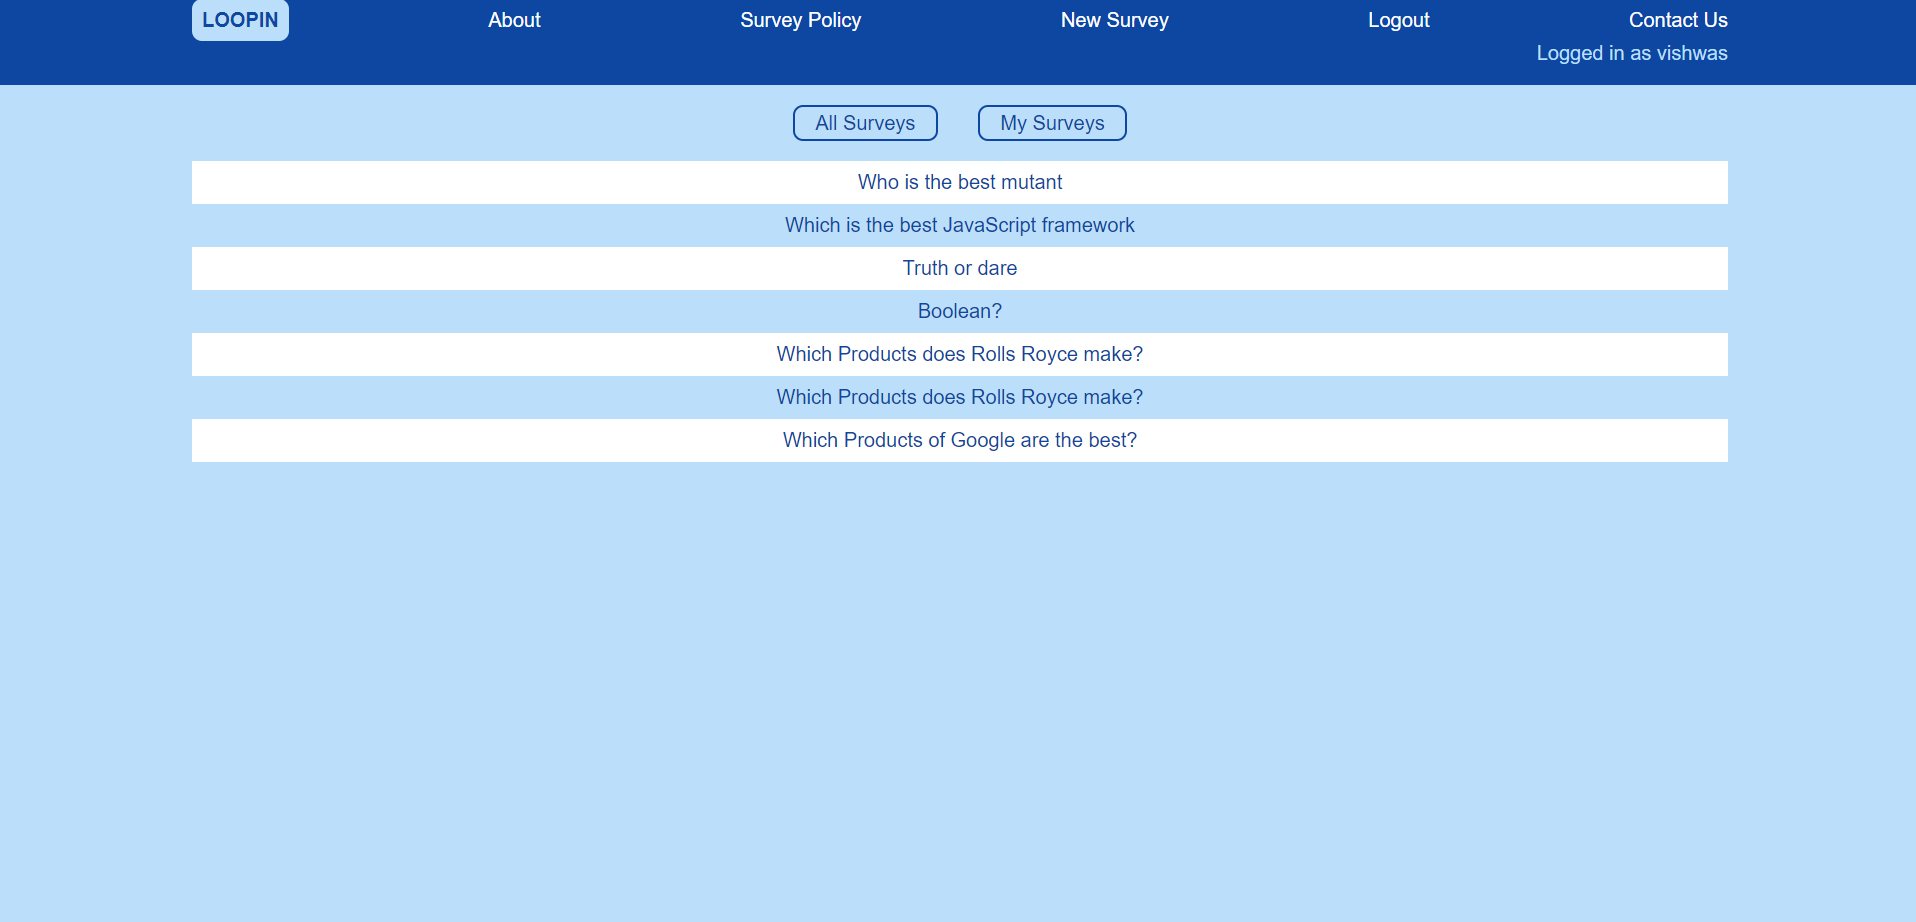 LOOPIN About Survey Policy New Survey Logout Contact Us
Logged in as vishwas
All Surveys My Surveys
Who is the best mutant
Which is the best JavaScript framework
Truth or dare
Boolean?
Which Products does Rolls Royce make?
Which Products does Rolls Royce make?
Which Products of Google are the best?